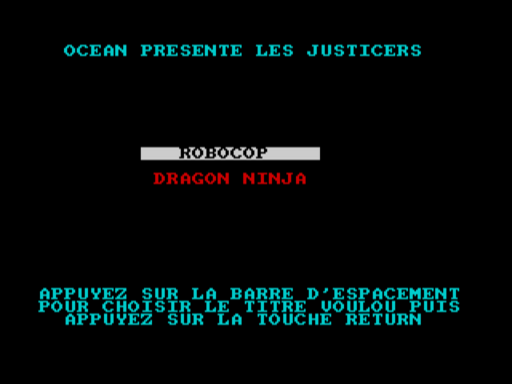 OCEAN PRESENTE LES JUSTICERS
ROBOCOP
DRAGON NINJA
APPUYEZ SUR LA BARRE D'ESPACEMENT
POUR CHOISIR LE TITRE VOULOU PUIS
APPUYEZ SUR LA TOUCHE RETURN